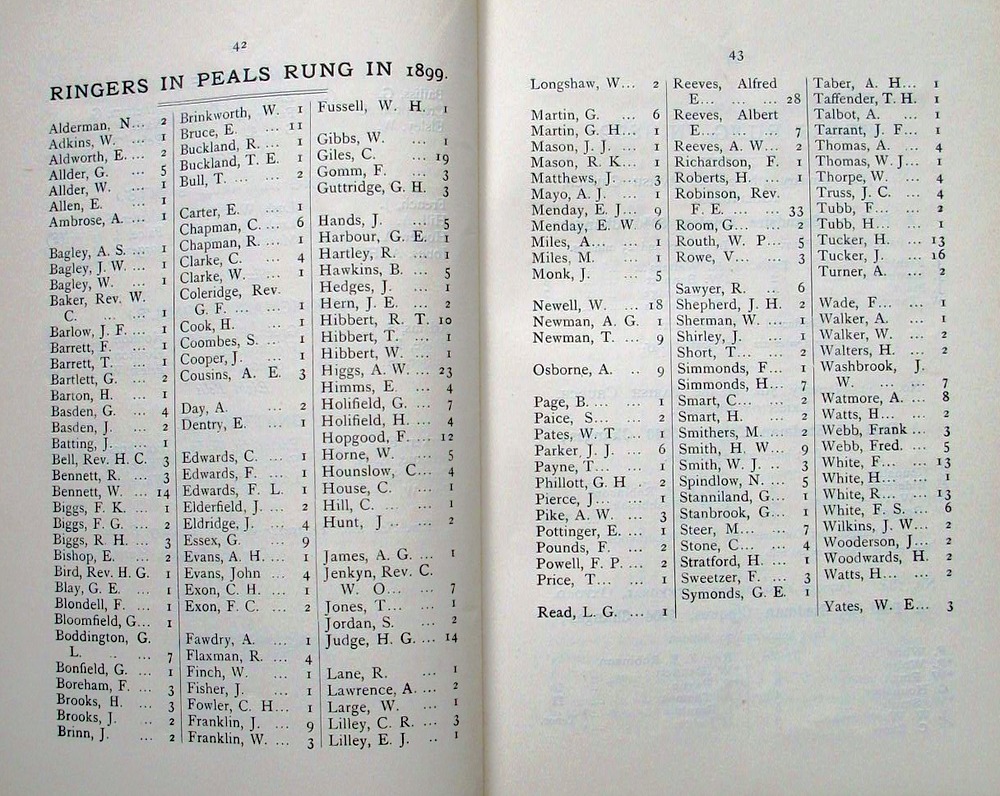 42
RINGERS IN PEALS RUNG IN 1899.
Alderman, N... 2
Adkins, W. ... 1
Aldworth, E. ... 2
Allder, G. ... 5
Allder, W. ... 1
Allen, E. ... 1
Ambrose, A. ... 1
Bagley, A. S. ... 1
Bagley, J. W. ... 1
Bagley, W. ... 1
Baker, Rev. W.
C. ... ... 1
Barlow, J. F. ... 1
Barrett, F. ... 1
Barrett, T. ... 1
Bartlett, G. ... 2
Barton, H. ... 1
Basden, G. ... 4
Basden, J. ... 2
Batting, J. ... 1
Bell, Rev. H. C. 3
Bennett, R. ... 3
Bennett, W. ... 14
Biggs, F. K. ... 1
Biggs, F. G. ... 2
Biggs, R. H. ... 3
Bishop, E. ... 2
Bird, Rev. H. G. 1
Blay, G. E. ... 1
Blondell, F. ... 1
Bloomfield, G... 1
Boddington, G.
L. ... ... 7
Bonfield, G. ... 1
Boreham, F. ... 3
Brooks, H. ... 3
Brooks, J. ... 2
Brinn, J. ... 2
Brinkworth, W. 1
Bruce, E. ... 11
Buckland, R. ... 1
Buckland, T. E. 1
Bull, T. ... ... 2
Carter, E. ... 1
Chapman, C. ... 6
Chapman, R. ... 1
Clarke, C. ... 4
Clarke, W. ... 1
Coleridge, Rev.
G. F. ... ... 1
Cook, H. ... 1
Coombes, S. ... 1
Cooper, J. ... 1
Cousins, A. E. 3
Day, A. ... 2
Dentry, E. ... 1
Edwards, C. ... 1
Edwards, F. ... 1
Edwards, F. L. 1
Elderfield, J. ... 2
Eldridge, J. ... 4
Essex, G. ... 9
Evans, A. H. ... 1
Evans, John ... 4
Exon, C. H. ... 1
Exon, F. C. ... 2
Fawdry, A. ... 1
Flaxman, R. ... 4
Finch, W. ... 1
Fisher, J. ... 1
Fowler, C. H... 1
Franklin, J. ... 9
Franklin, W. ... 3
Fussell, W. H. 1
Gibbs, W. ... 1
Giles, C. ... 19
Gomm, F. ... 3
Guttridge, G. H. 3
Hands, J. ... 5
Harbour, G. E. 1
Hartley, R. ... 1
Hawkins, B. ... 5
Hedges, J. ... 1
Hern, J. E. ... 2
Hibbert, R. T. 10
Hibbert, T. ... 1
Hibbert, W. ... 1
Higgs, A. W. ... 23
Himms, E. ... 4
Holifield, G. ... 7
Holifield, H. ... 4
Hopgood, F. ... 12
Horne, W. ... 5
Hounslow, C... 4
House, C. ... 1
Hill, C. ... 1
Hunt, J .. ... 2
James, A. G. ... 1
Jenkyn, Rev. C.
W. O... ... 7
Jones, T... ... 1
Jordan, S. ... 2
Judge, H. G. ... 14
Lane, R. ... 1
Lawrence, A. ... 2
Large, W. ... 1
Lilley, C. R. ... 3
Lilley, E. J. .. 1
43
Longshaw, W... 2
Martin, G. ... 6
Martin, G. H... 1
Mason, J. J. ... 1
Mason, R. K... 1
Matthews, J. ... 3
Mayo, A. J. ... 1
Menday, E. J... 9
Menday, E. W. 6
Miles, A... ... 1
Miles, M. ... 1
Monk, J. ... 5
Newell, W. ... 18
Newman, A. G. 1
Newman, T. ... 9
Osborne, A. .. 9
Page, B.... ... 1
Paice, S... ... 2
Pates, W. T. ... 1
Parker, J. J. ... 6
Payne, T... ... 1
Phillott, G. H . 2
Pierce, J... ... 1
Pike, A. W. ... 3
Pottinger, E. ... 1
Pounds, F. ... 2
Powell, F. P. ... 2
Price, T... ... 1
Read, L. G. ... 1
Reeves, Alfred
E... ... ... 28
Reeves, Albert
E... ... ... 7
Reeves, A. W... 2
Richardson, F. 1
Roberts, H. ... 1
Robinson, Rev.
F. E. ... ... 33
Room, G... ... 2
Routh, W. P... 5
Rowe, V... ... 3
Sawyer, R. ... 6
Shepherd, J. H. 2
Sherman, W. ... 1
Shirley, J. ... 1
Short, T... ... 2
Simmonds, F... 1
Simmonds, H... 7
Smart, C... ... 2
Smart, H. ... 2
Smithers, M. ... 2
Smith, H. W... 9
Smith, W. J. ... 3
Spindlow, N. ... 5
Stanniland, G... 1
Stanbrook, G... 1
Steer, M... ... 7
Stone, C... ... 4
Stratford, H. ... 1
Sweetzer, F. ... 3
Symonds, G. E. 1
Taber, A. H... 1
Taffender, T. H. 1
Talbot, A. ... 1
Tarrant, J. F... 1
Thomas, A. ... 4
Thomas, W. J... 1
Thorpe, W. ... 4
Truss, J. C. ... 4
Tubb, F... ... 2
Tubb, H... ... 1
Tucker, H. ... 13
Tucker, J. ... 16
Turner, A. ... 2
Wade, F... ... 1
Walker, A. ... 1
Walker, W. ... 2
Walters, H. ... 2
Washbrook, J.
W. ... ... 7
Watmore, A. ... 8
Watts, H... ... 2
Webb, Frank ... 3
Webb, Fred. ... 5
White, F... ... 13
White, H... ... 1
White, R... ... 13
White, F. S. ... 6
Wilkins, J. W... 2
Wooderson, J... 2
Woodwards, H. 2
Watts, H... ... 2
Yates, W. E... 3